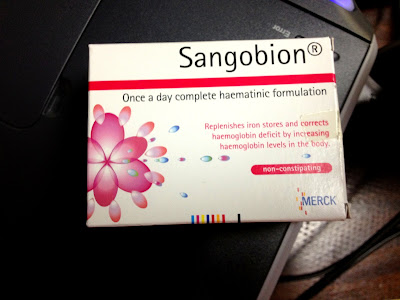 Error
Sangobion®
Once a day complete haematinic formulation
Replenishes iron stores and corrects
haemoglobin deficit by increasing
haemoglobin levels in the body.
non-constipating
MERCK